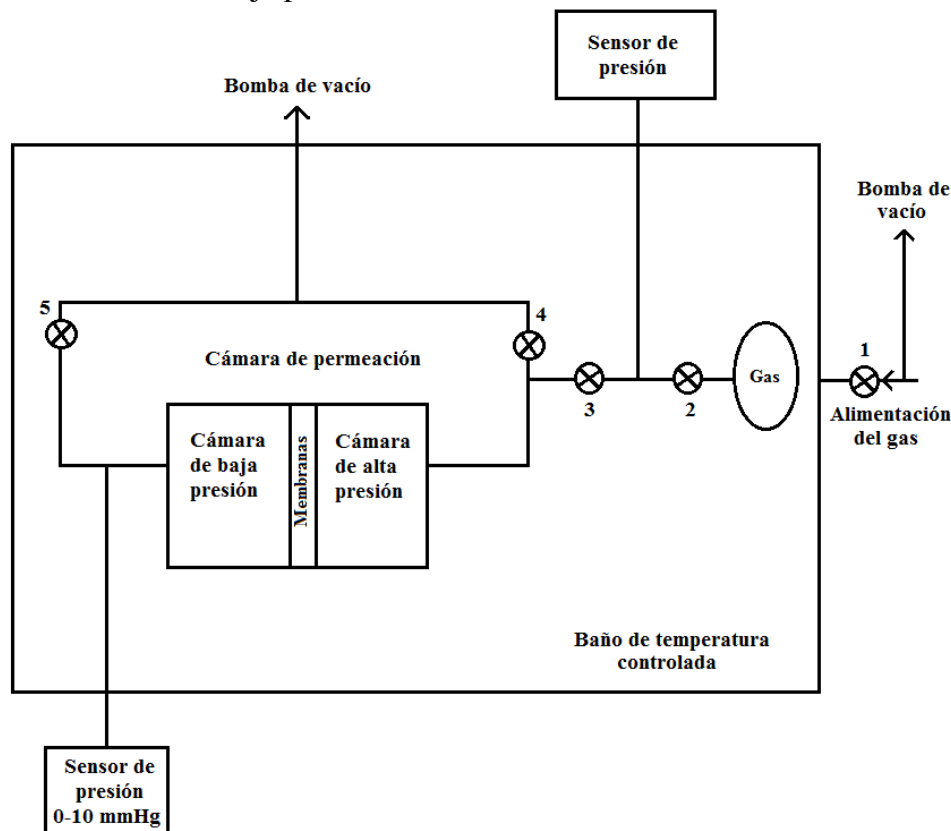 Sensor de
presión
Bomba de vacío
Bomba de
vacío
5
4
Cámara de permeación
1
Gas
3
2
Alimentación
del gas
Cámara
de baja
presión
Membranas
Cámara
de alta
presión
Baño de temperatura
controlada
Sensor de
presión
0-10 mmHg